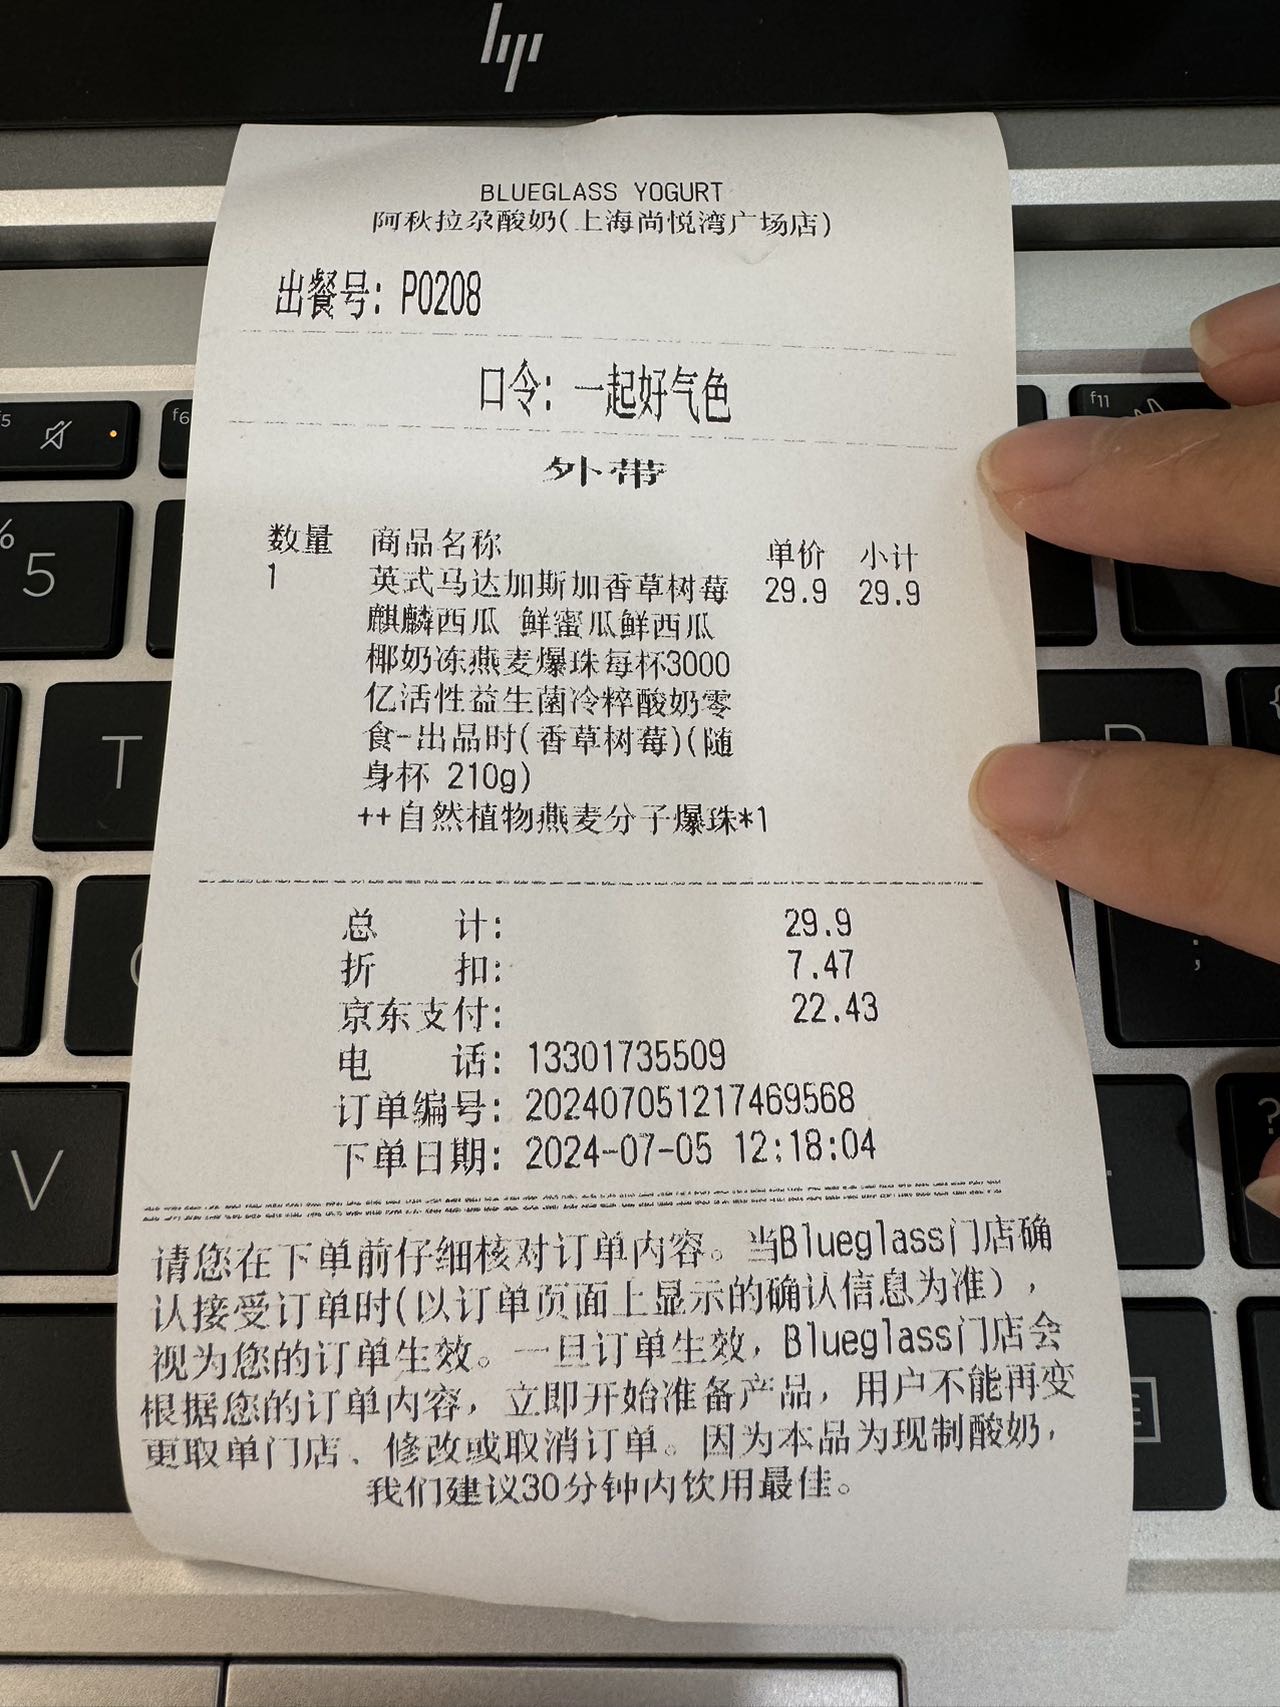 hp
BLUEGLASS YOGURT
阿秋拉尕酸奶(上海尚悦湾广场店)
出餐号: P0208
口令: 一起好气色
外带
数量 商品名称 单价 小计
1 英式马达加斯加香草树莓 29.9 29.9
麒麟西瓜 鲜蜜瓜鲜西瓜
椰奶冻燕麦爆珠每杯3000
亿活性益生菌冷粹酸奶零
食-出品时(香草树莓)(随
身杯 210g)
++自然植物燕麦分子爆珠*1
总计: 29.9
折扣: 7.47
京东支付: 22.43
电话: 13301735509
订单编号: 202407051217469568
下单日期: 2024-07-05 12:18:04
请您在下单前仔细核对订单内容。当Blueglass门店确
认接受订单时(以订单页面上显示的确认信息为准),
视为您的订单生效。一旦订单生效, Blueglass门店会
根据您的订单内容, 立即开始准备产品, 用户不能再变
更取单门店、修改或取消订单。因为本品为现制酸奶,
我们建议30分钟内饮用最佳。
f5
f6
f11
%
5
T
V